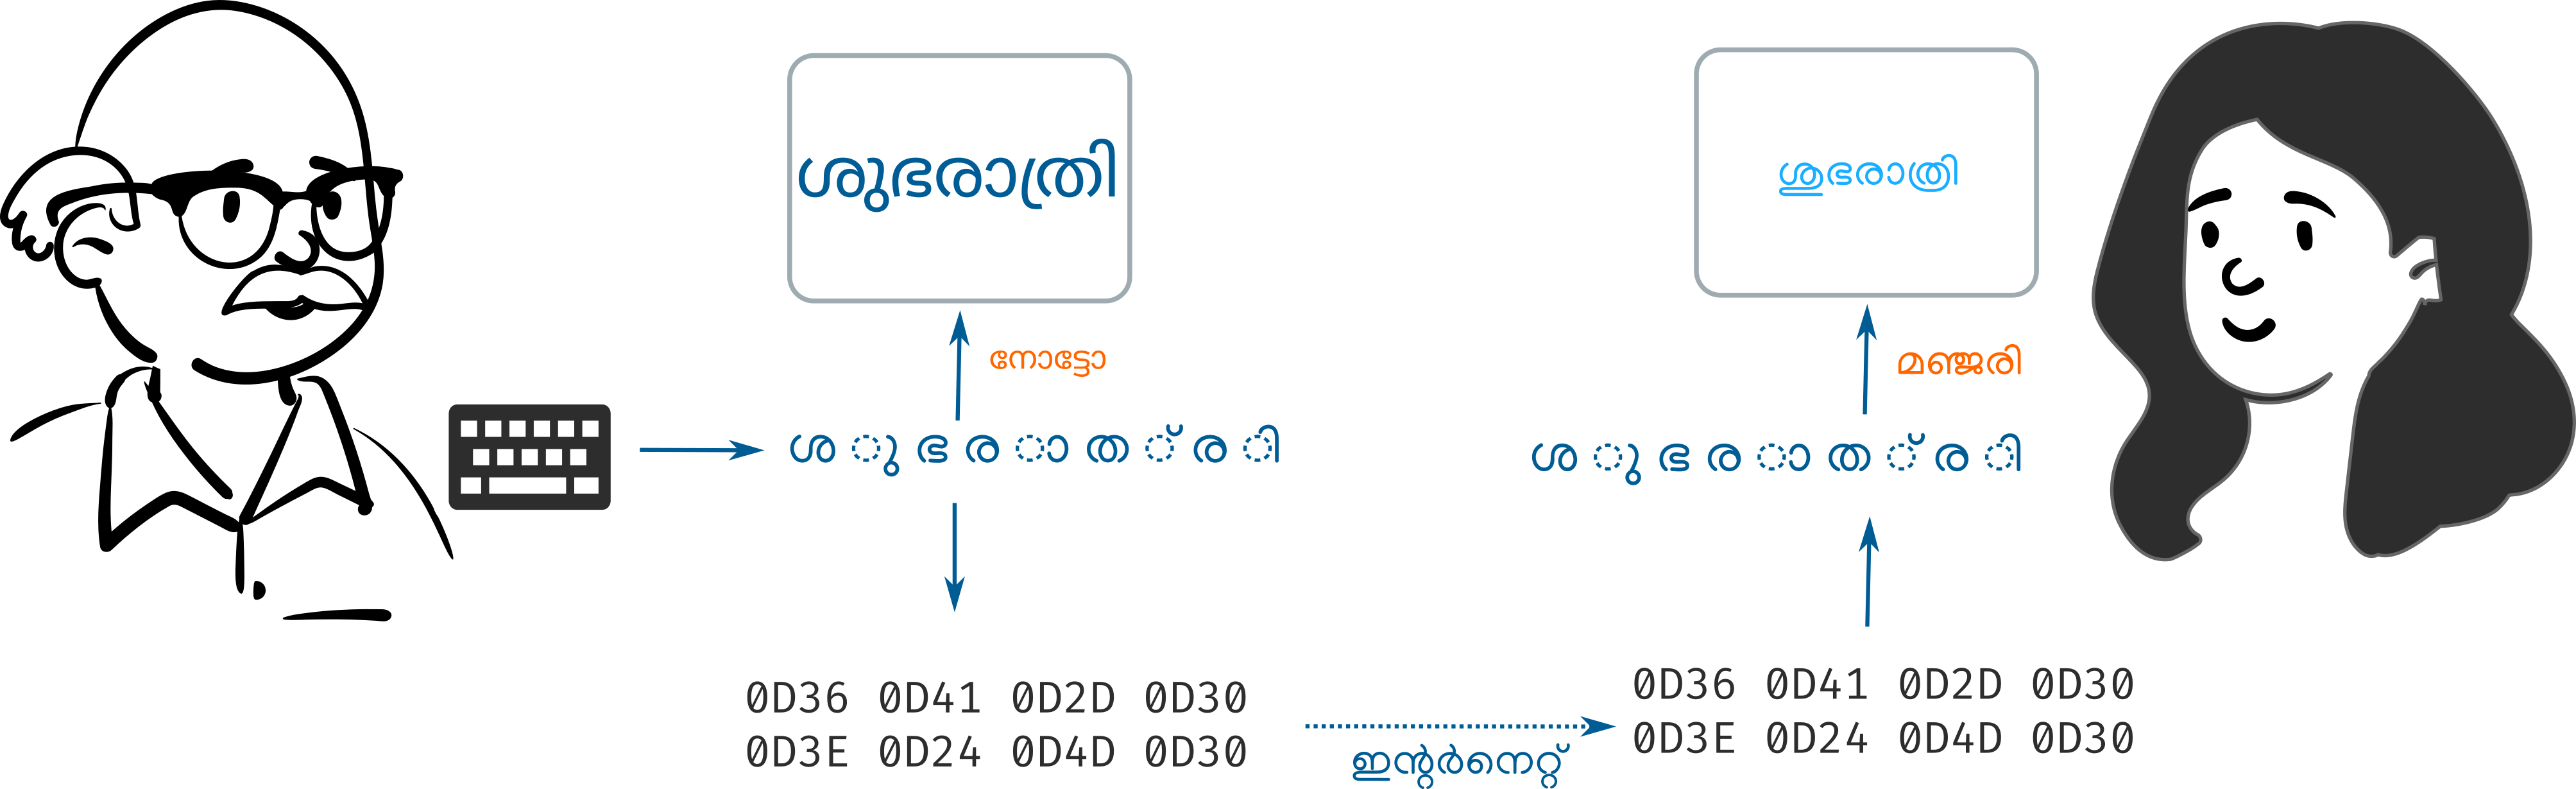 ശുഭരാത്രി
നോട്ടോ
ശ ു ഭ ര ാ ത ് ര ി
0D36 0D41 0D2D 0D30
0D3E 0D24 0D4D 0D30
ഇന്റർനെറ്റ്
ശുഭരാത്രി
മഞ്ജരി
ശ ു ഭ ര ാ ത ് ര ി
0D36 0D41 0D2D 0D30
0D3E 0D24 0D4D 0D30